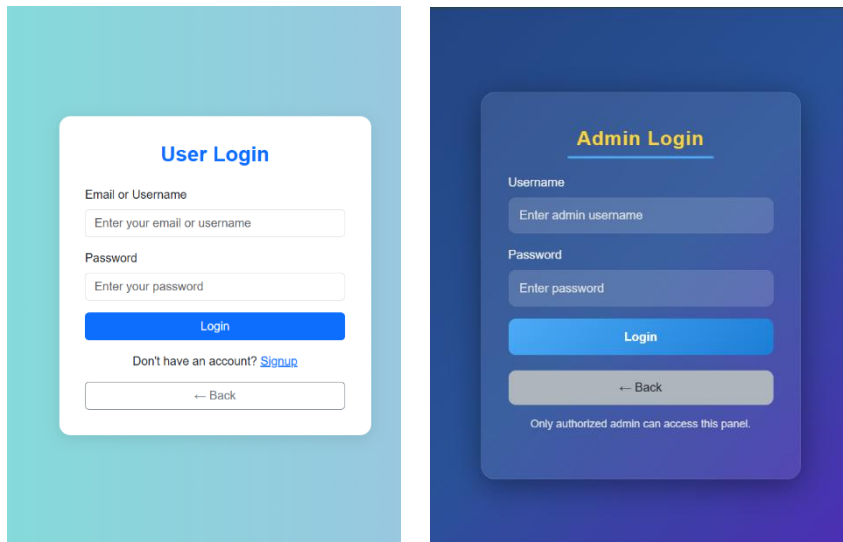 User Login
Email or Username
Enter your email or username
Password
Enter your password
Login
Don't have an account? Signup
← Back
Admin Login
Username
Enter admin username
Password
Enter password
Login
← Back
Only authorized admin can access this panel.